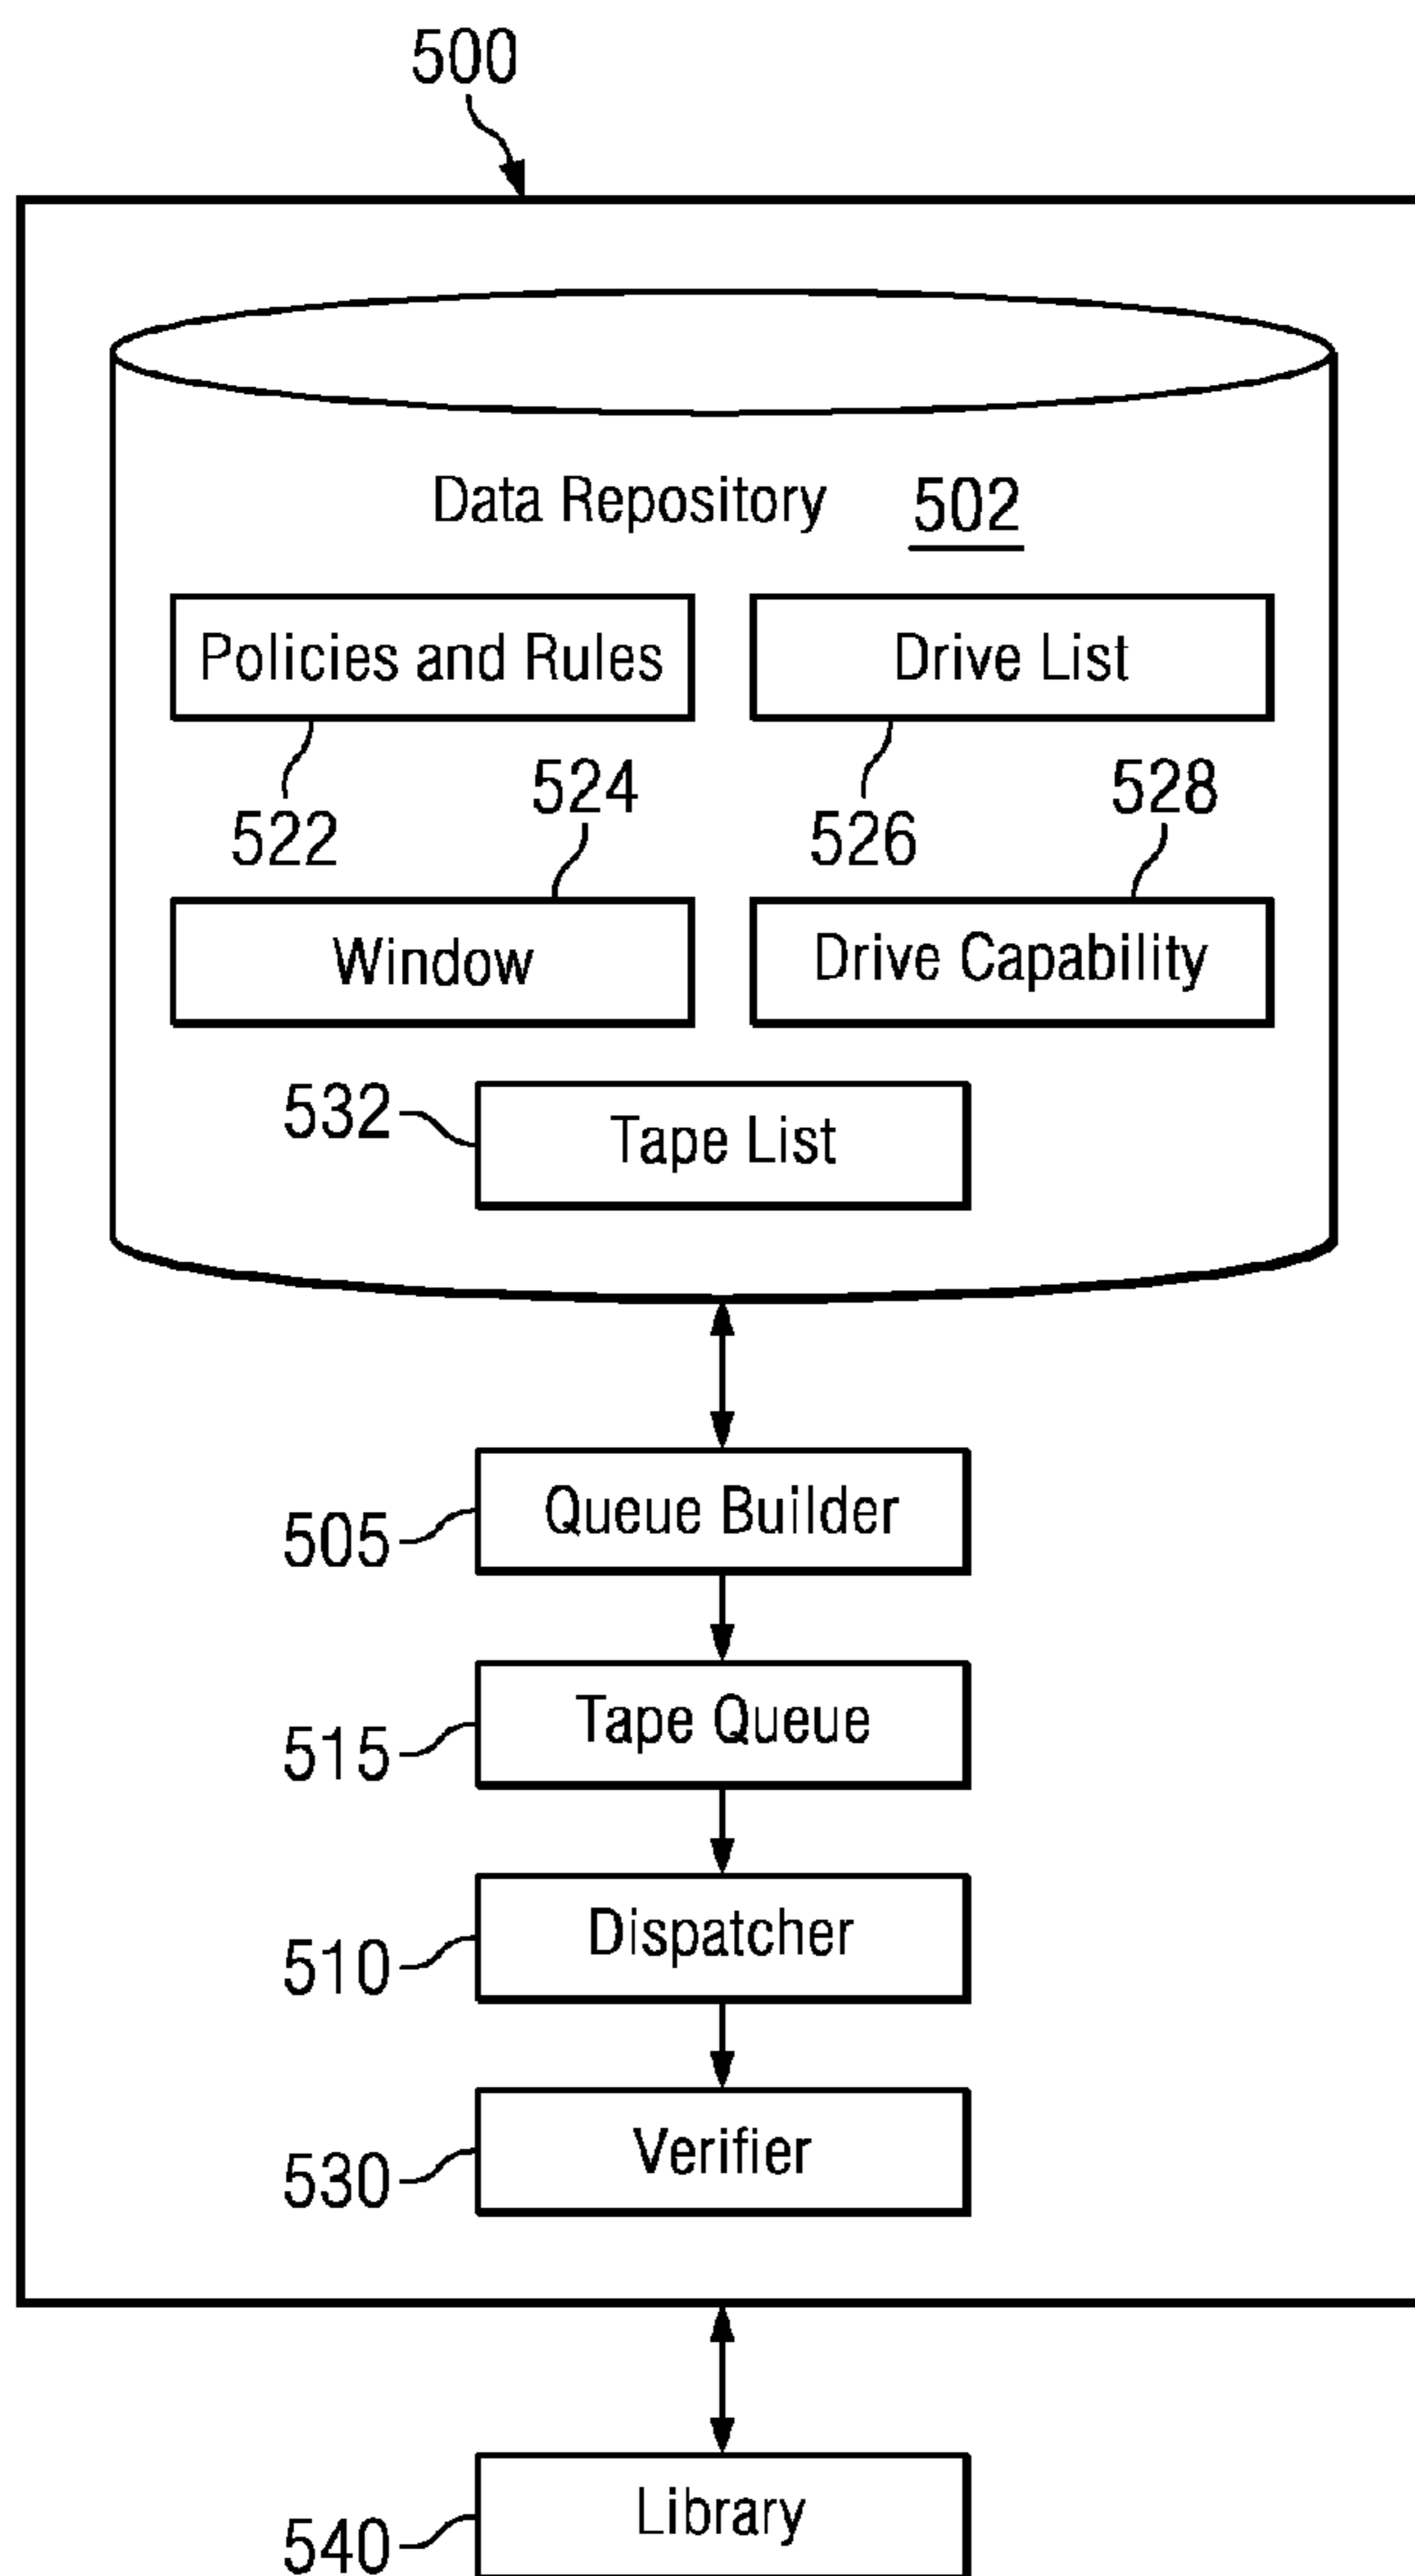 500
Data Repository 502
Policies and Rules
Drive List
522
524
526
528
Window
Drive Capability
532
Tape List
505
Queue Builder
515
Tape Queue
510
Dispatcher
530
Verifier
540
Library